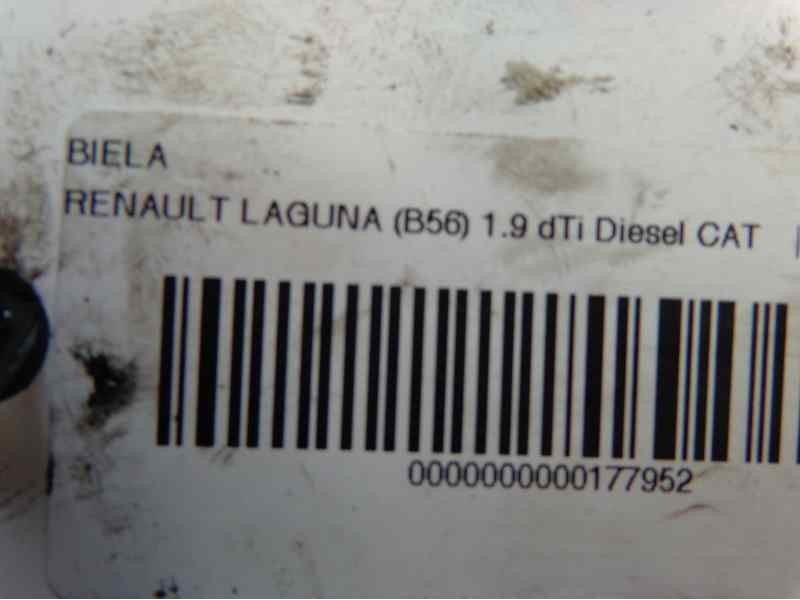 BIELA
RENAULT LAGUNA (B56) 1.9 dTi Diesel CAT
0000000000177952